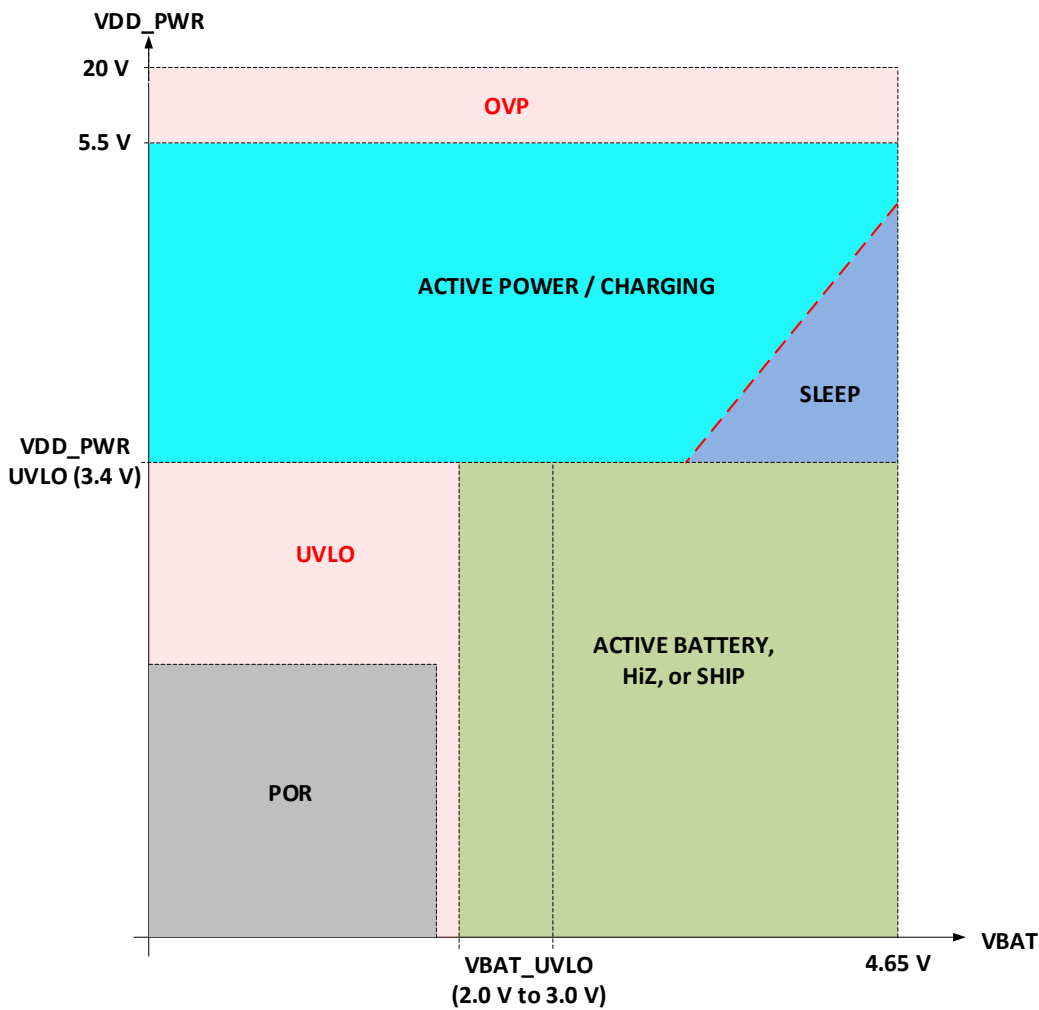 VDD_PWR
20 V
OVP
5.5 V
ACTIVE POWER / CHARGING
SLEEP
VDD_PWR
UVLO (3.4 V)
UVLO
ACTIVE BATTERY,
HiZ, or SHIP
POR
VBAT
VBAT_UVLO
(2.0 V to 3.0 V)
4.65 V